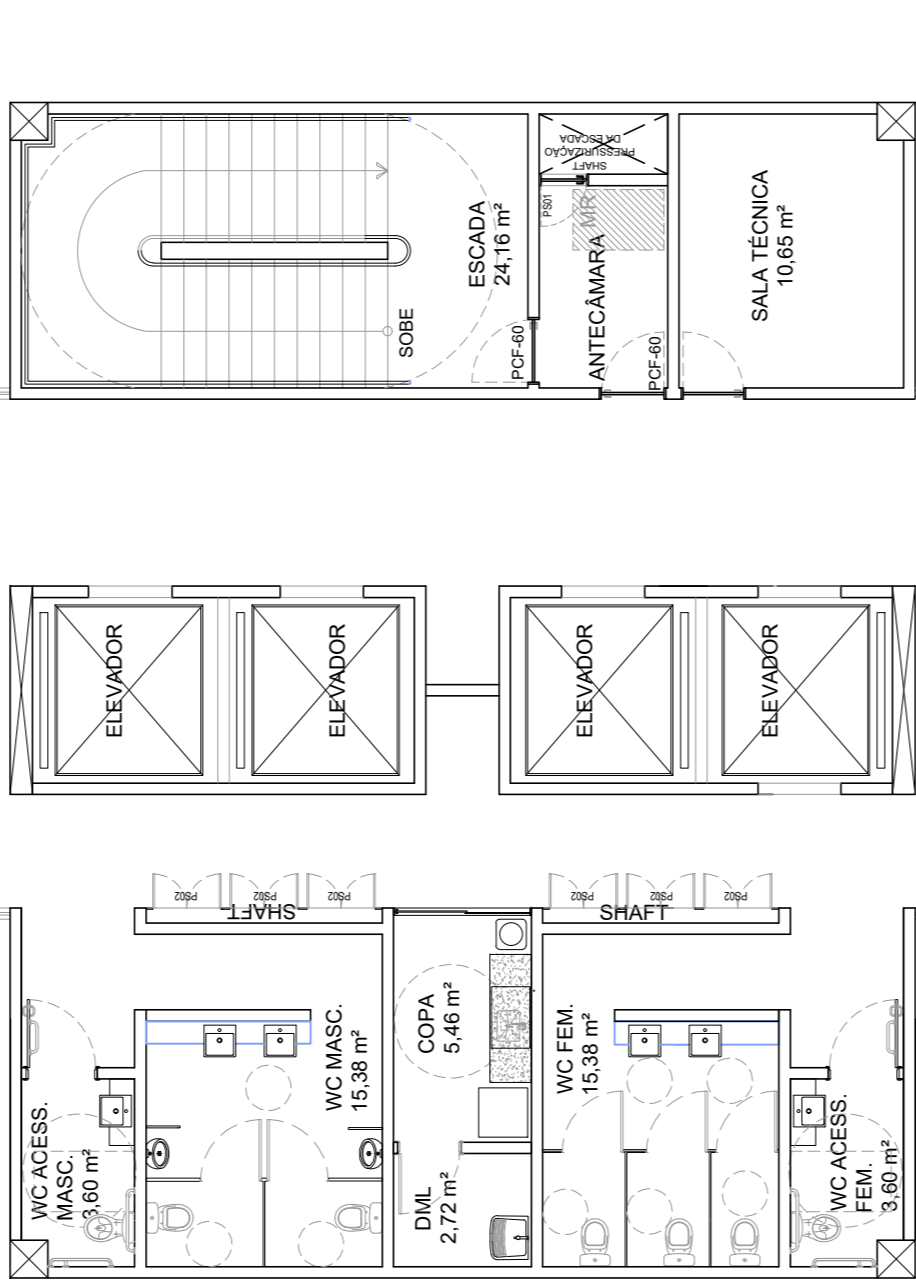 SHAFT
PRESSURIZAÇÃO
DA ESCADA
PS01
MR
ESCADA
24,16 m²
SOBE
PCF-60
ANTECÂMARA
PCF-60
SALA TÉCNICA
10,65 m²
ELEVADOR
ELEVADOR
ELEVADOR
ELEVADOR
PS02
PS02
PS02
SHAFT
PS02
PS02
PS02
SHAFT
WC ACESS.
MASC.
3,60 m²
WC MASC.
15,38 m²
COPA
5,46 m²
DML
2,72 m²
WC FEM.
15,38 m²
WC ACESS.
FEM.
3,60 m²